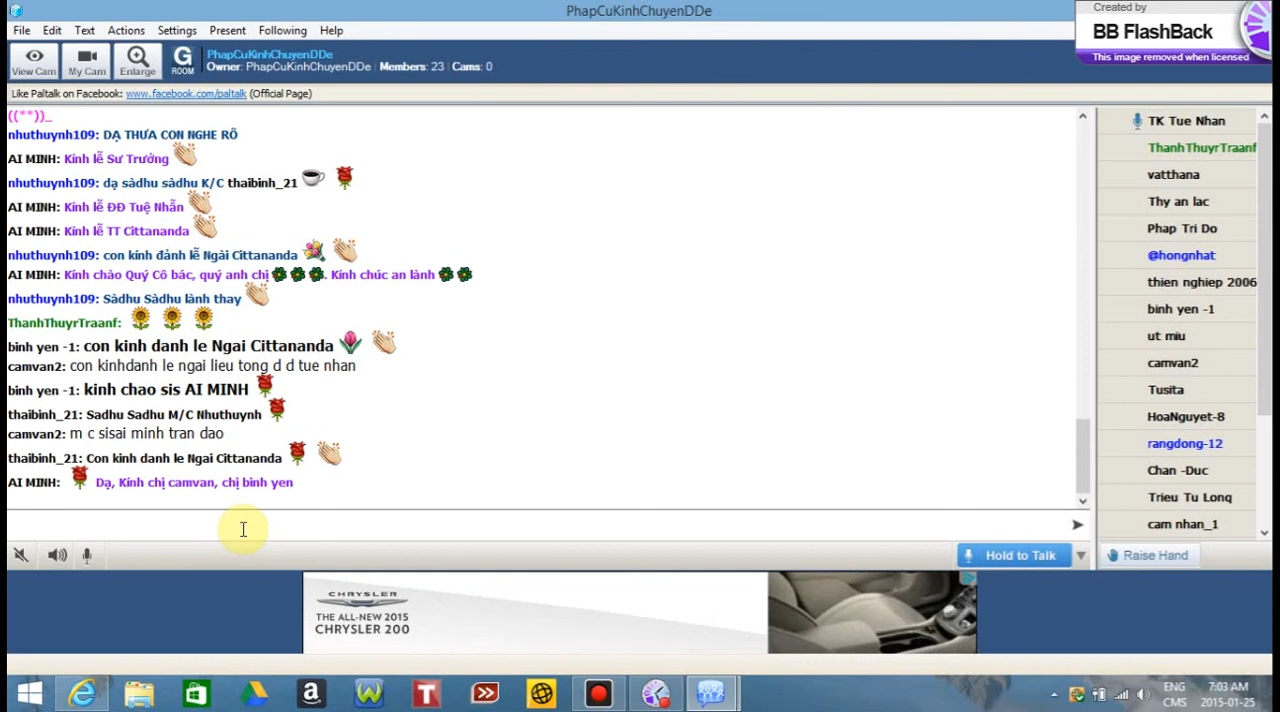 PhapCuKinhChuyenDDe
Created by
BB FlashBack
This image removed when licensed
File Edit Text Actions Settings Present Following Help
View Cam
My Cam
Enlarge
G
ROOM
PhapCuKinhChuyenDDe
Owner: PhapCuKinhChuyenDDe Members: 23 Cams: 0
Like Paltalk on Facebook: www.facebook.com/paltalk (Official Page)
((**))_
nhuthuynh109: DẠ THƯA CON NGHE RÕ
AI MINH: Kính lễ Sư Trưởng
nhuthuynh109: dạ sàdhu sàdhu K/C thaibinh_21
AI MINH: Kính lễ ĐĐ Tuệ Nhẫn
AI MINH: Kính lễ TT Cittananda
nhuthuynh109: con kính đảnh lễ Ngài Cittananda
AI MINH: Kính chào Quý Cô bác, quý anh chị . Kính chúc an lành
nhuthuynh109: Sàdhu Sàdhu lành thay
ThanhThuyrTraanf:
binh yen -1: con kinh danh le Ngai Cittananda
camvan2: con kinhdanh le ngai lieu tong d d tue nhan
binh yen -1: kinh chao sis AI MINH
thaibinh_21: Sadhu Sadhu M/C Nhuthuynh
camvan2: m c sisai minh tran dao
thaibinh_21: Con kinh danh le Ngai Cittananda
AI MINH: Dạ, Kính chị camvan, chị binh yen
TK Tue Nhan
ThanhThuyrTraanf
vatthana
Thy an lac
Phap Tri Do
@hongnhat
thien nghiep 2006
binh yen -1
ut miu
camvan2
Tusita
HoaNguyet-8
rangdong-12
Chan -Duc
Trieu Tu Long
cam nhan_1
Hold to Talk
Raise Hand
CHRYSLER
THE ALL-NEW 2015
CHRYSLER 200
ENG
CMS
7:03 AM
2015-01-25